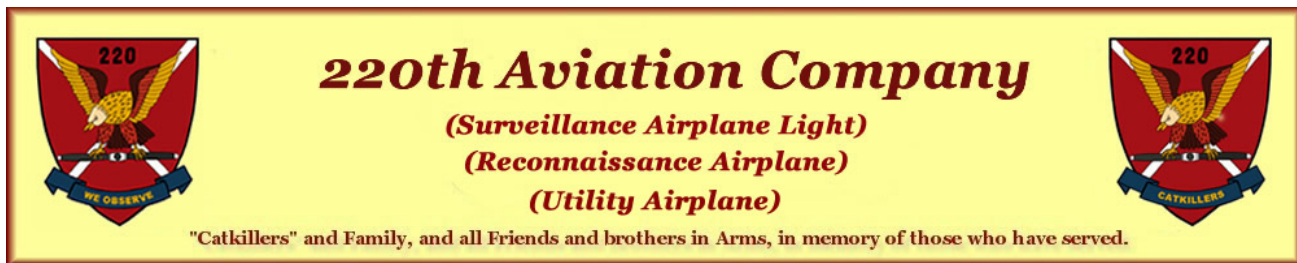 220
220th Aviation Company
220
(Surveillance Airplane Light)
(Reconnaissance Airplane)
(Utility Airplane)
WE OBSERVE
CATKILLERS
"Catkillers" and Family, and all Friends and brothers in Arms, in memory of those who have served.